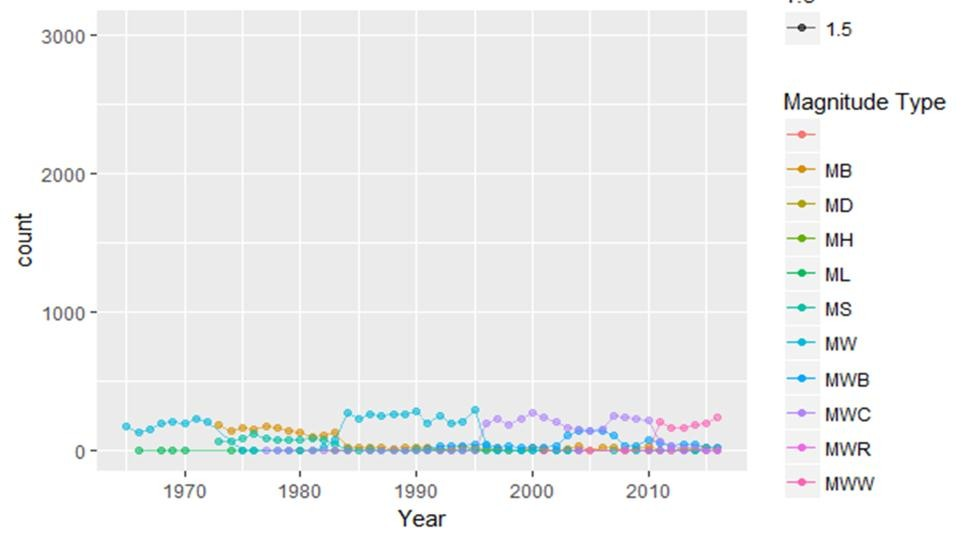 3000
2000
1000
0
count
1970 1980 1990 2000 2010
Year
1.5
Magnitude Type
MB
MD
MH
ML
MS
MW
MWB
MWC
MWR
MWW